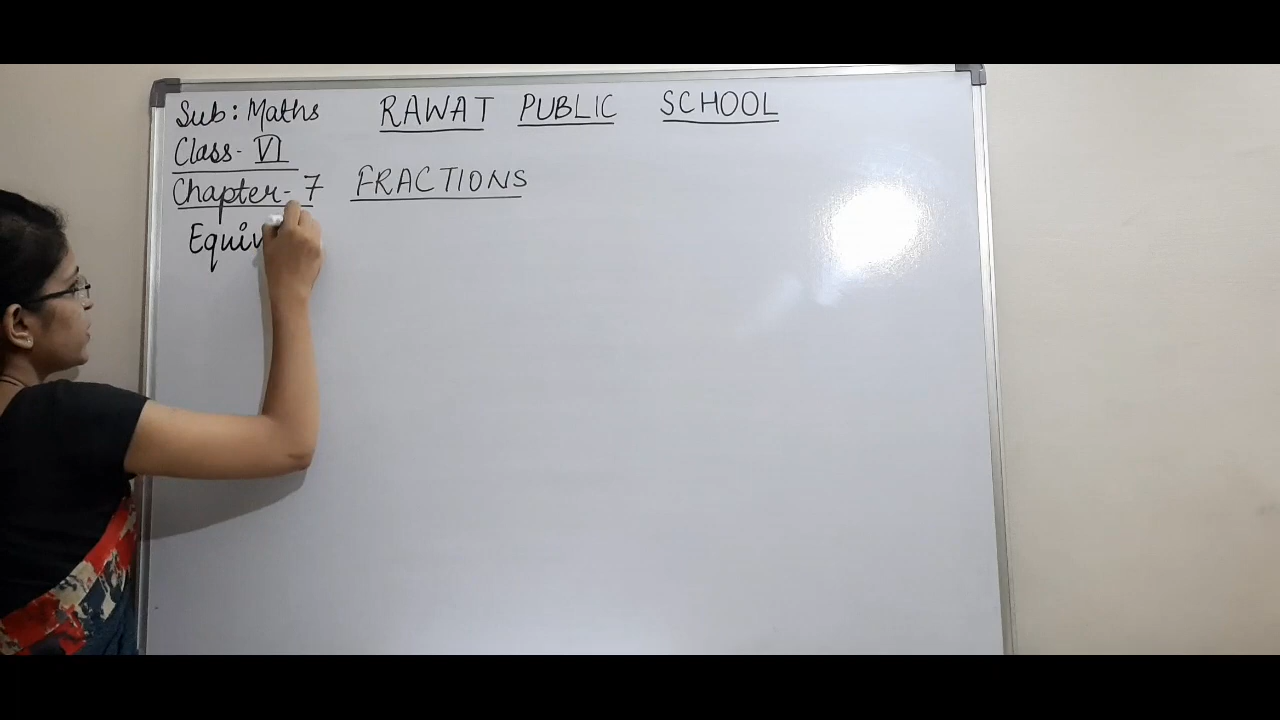 Sub: Maths RAWAT PUBLIC SCHOOL
Class- VI
Chapter- 7 FRACTIONS
Equiv